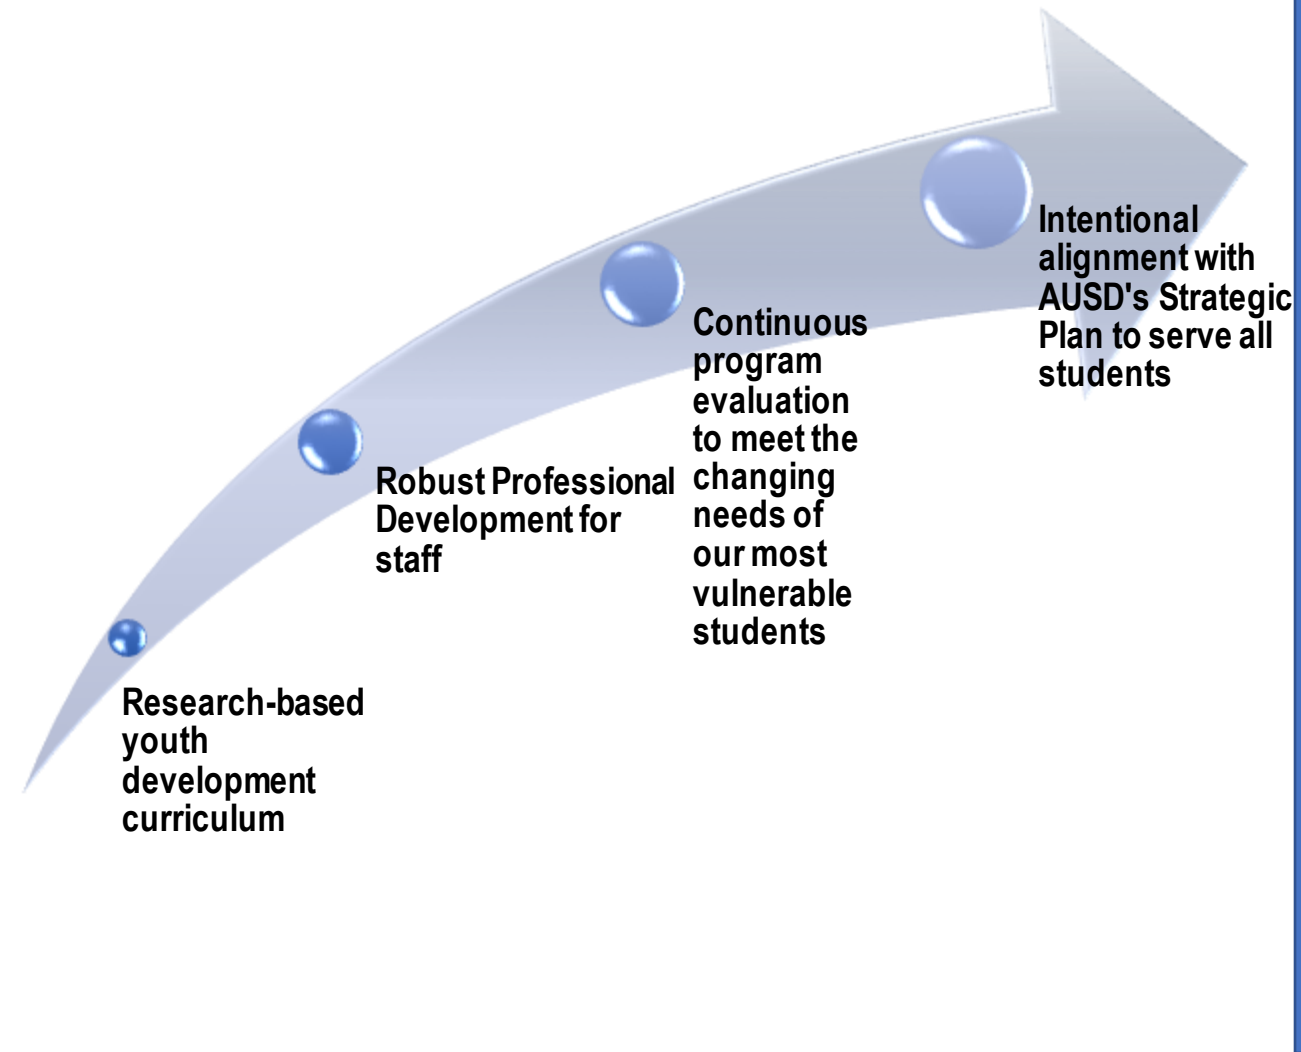 Research-based
youth
development
curriculum
Robust Professional
Development for
staff
Continuous
program
evaluation
to meet the
changing
needs of
our most
vulnerable
students
Intentional
alignment with
AUSD's Strategic
Plan to serve all
students